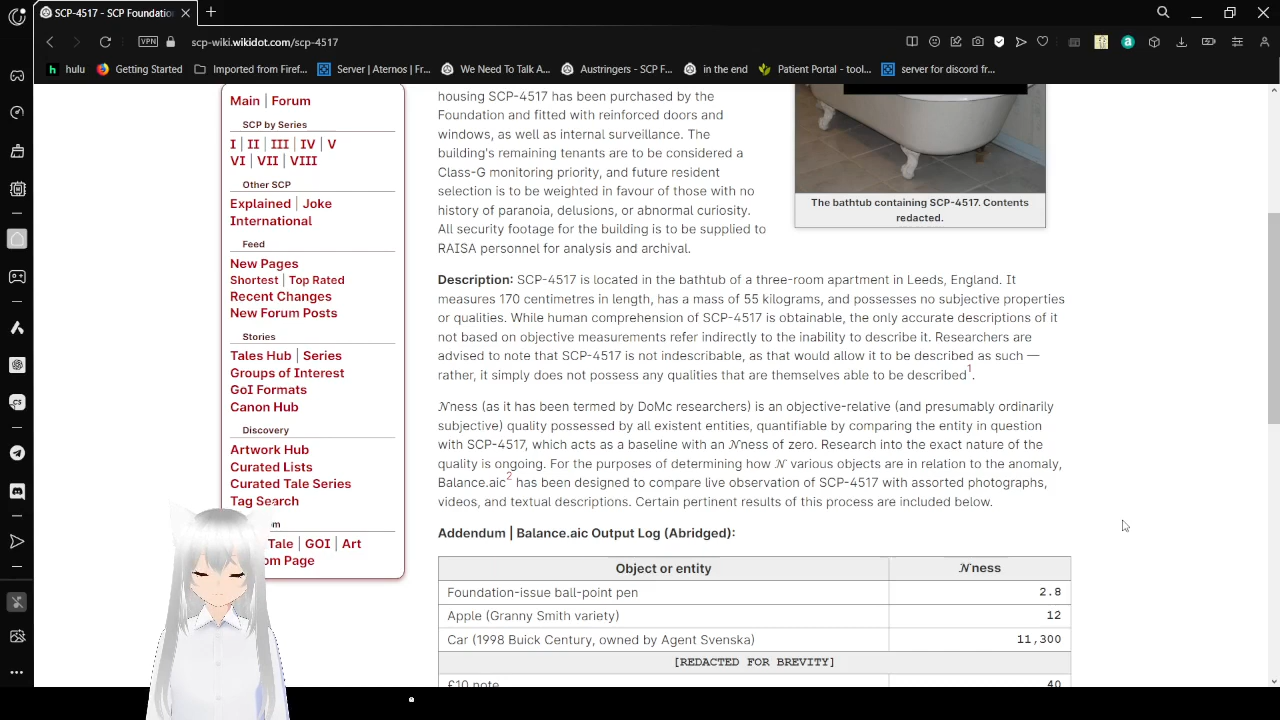 SCP-4517 - SCP Foundatio
scp-wiki.wikidot.com/scp-4517
VPN
hulu
Getting Started
Imported from Firef...
Server | Aternos | Fr...
We Need To Talk A...
Austringers - SCP F...
in the end
Patient Portal - tool...
server for discord fr...
Main | Forum
SCP by Series
I | II | III | IV | V
VI | VII | VIII
Other SCP
Explained | Joke
International
Feed
New Pages
Shortest | Top Rated
Recent Changes
New Forum Posts
Stories
Tales Hub | Series
Groups of Interest
GoI Formats
Canon Hub
Discovery
Artwork Hub
Curated Lists
Curated Tale Series
Tag Search
om
Tale | GOI | Art
om Page
housing SCP-4517 has been purchased by the
Foundation and fitted with reinforced doors and
windows, as well as internal surveillance. The
building's remaining tenants are to be considered a
Class-G monitoring priority, and future resident
selection is to be weighted in favour of those with no
history of paranoia, delusions, or abnormal curiosity.
All security footage for the building is to be supplied to
RAISA personnel for analysis and archival.
The bathtub containing SCP-4517. Contents
redacted.
Description: SCP-4517 is located in the bathtub of a three-room apartment in Leeds, England. It
measures 170 centimetres in length, has a mass of 55 kilograms, and possesses no subjective properties
or qualities. While human comprehension of SCP-4517 is obtainable, the only accurate descriptions of it
not based on objective measurements refer indirectly to the inability to describe it. Researchers are
advised to note that SCP-4517 is not indescribable, as that would allow it to be described as such —
rather, it simply does not possess any qualities that are themselves able to be described1.
𝒩ness (as it has been termed by DoMc researchers) is an objective-relative (and presumably ordinarily
subjective) quality possessed by all existent entities, quantifiable by comparing the entity in question
with SCP-4517, which acts as a baseline with an 𝒩ness of zero. Research into the exact nature of the
quality is ongoing. For the purposes of determining how 𝒩 various objects are in relation to the anomaly,
Balance.aic2 has been designed to compare live observation of SCP-4517 with assorted photographs,
videos, and textual descriptions. Certain pertinent results of this process are included below.
Addendum | Balance.aic Output Log (Abridged):
Object or entity 𝒩ness
Foundation-issue ball-point pen 2.8
Apple (Granny Smith variety) 12
Car (1998 Buick Century, owned by Agent Svenska) 11,300
[REDACTED FOR BREVITY]
£10 note 40